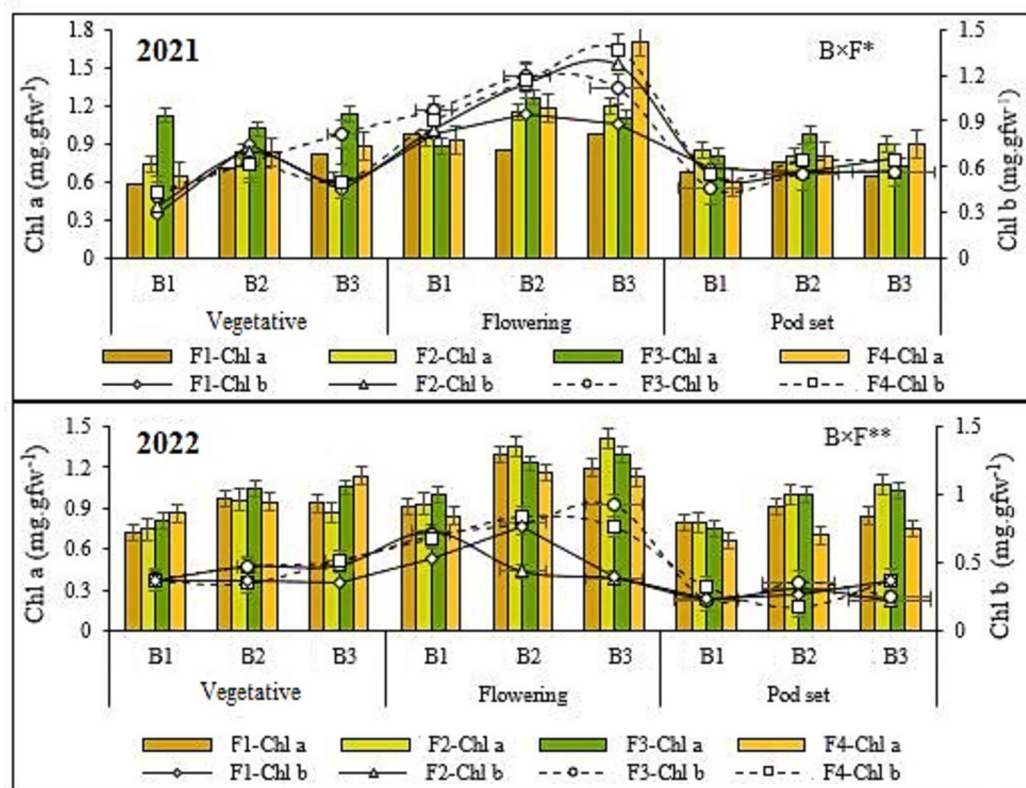 2021
B×F*
Chl a (mg.gfw⁻¹)
Chl b (mg.gfw⁻¹)
1.8
1.5
1.2
0.9
0.6
0.3
0
1.5
1.2
0.9
0.6
0.3
0
B1 B2 B3 B1 B2 B3 B1 B2 B3
Vegetative Flowering Pod set
F1-Chl a F2-Chl a F3-Chl a F4-Chl a
F1-Chl b F2-Chl b F3-Chl b F4-Chl b
2022
B×F**
Chl a (mg.gfw⁻¹)
Chl b (mg.gfw⁻¹)
1.5
1.2
0.9
0.6
0.3
0
1.5
1
0.5
0
B1 B2 B3 B1 B2 B3 B1 B2 B3
Vegetative Flowering Pod set
F1-Chl a F2-Chl a F3-Chl a F4-Chl a
F1-Chl b F2-Chl b F3-Chl b F4-Chl b